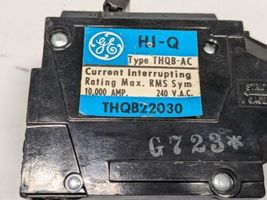 GE HI-Q
Type THQB-AC
Current Interrupting
Rating Max. RMS Sym
10,000 AMP. 240 V.A.C.
THQB22030
G723*